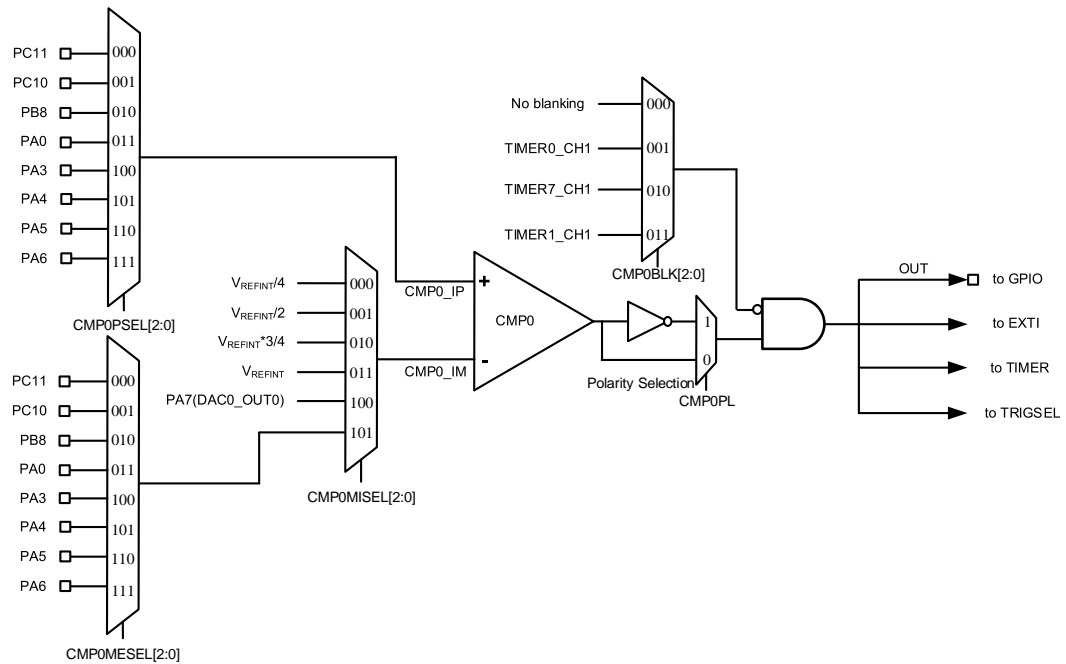 PC11 000
PC10 001
PB8 010
PA0 011
PA3 100
PA4 101
PA5 110
PA6 111
CMP0PSEL[2:0]
PC11 000
PC10 001
PB8 010
PA0 011
PA3 100
PA4 101
PA5 110
PA6 111
CMP0MESEL[2:0]
VREFINT/4 000
VREFINT/2 001
VREFINT*3/4 010
VREFINT 011
PA7(DAC0_OUT0) 100
101
CMP0MISEL[2:0]
CMP0_IP
CMP0_IM
+
CMP0
-
No blanking 000
TIMER0_CH1 001
TIMER7_CH1 010
TIMER1_CH1 011
CMP0BLK[2:0]
1
0
Polarity Selection
CMP0PL
OUT
to GPIO
to EXTI
to TIMER
to TRIGSEL